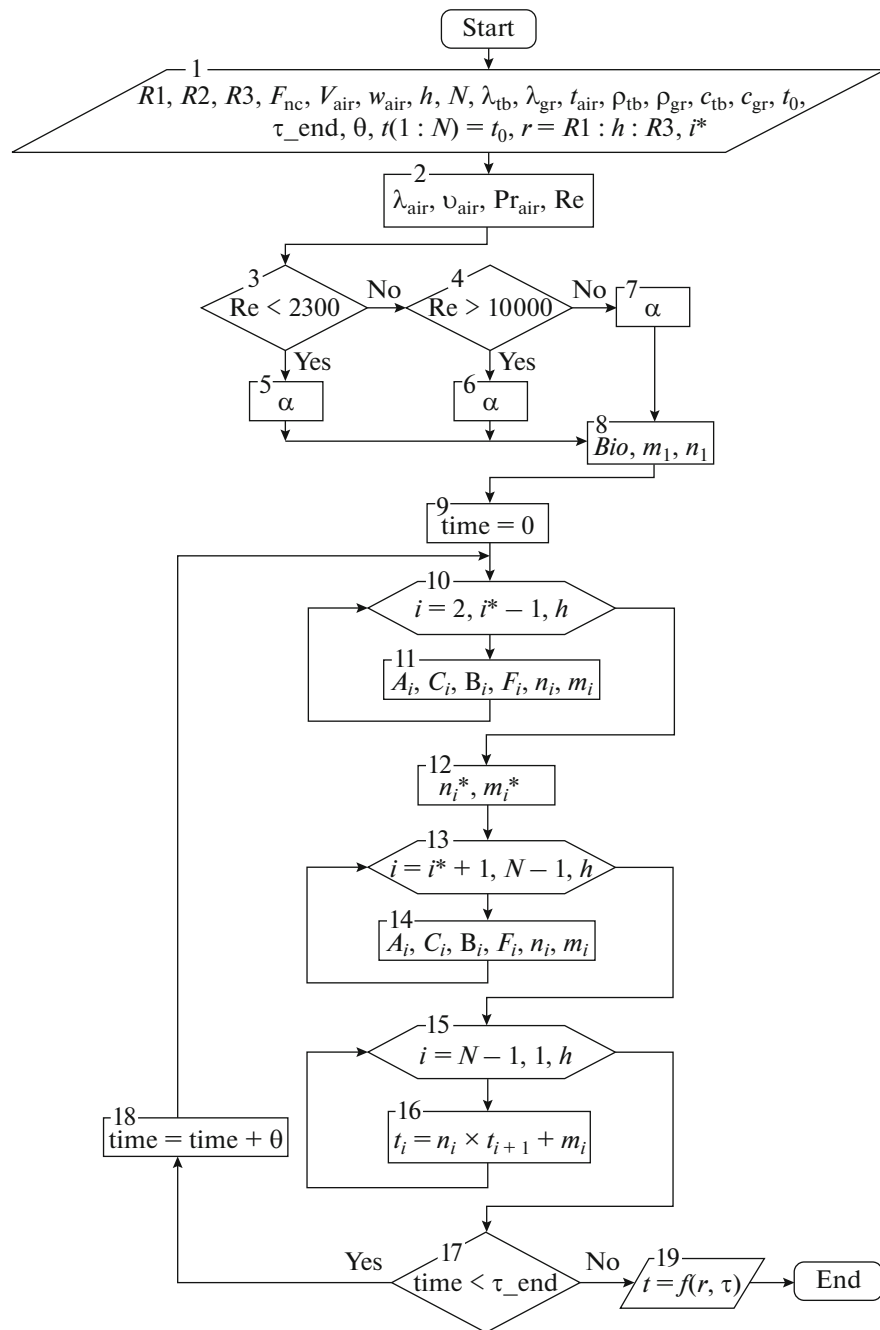 Start
1
R1, R2, R3, F_nc, V_air, w_air, h, N, λ_tb, λ_gr, t_air, ρ_tb, ρ_gr, c_tb, c_gr, t_0,
τ_end, θ, t(1 : N) = t_0, r = R1 : h : R3, i*
2
λ_air, υ_air, Pr_air, Re
3
Re < 2300
No
4
Re > 10000
No
7
α
Yes
Yes
5
α
6
α
8
Bio, m_1, n_1
9
time = 0
10
i = 2, i* − 1, h
11
A_i, C_i, B_i, F_i, n_i, m_i
12
n_i*, m_i*
13
i = i* + 1, N − 1, h
14
A_i, C_i, B_i, F_i, n_i, m_i
15
i = N − 1, 1, h
16
t_i = n_i × t_{i + 1} + m_i
18
time = time + θ
17
time < τ_end
Yes
No
19
t = f(r, τ)
End